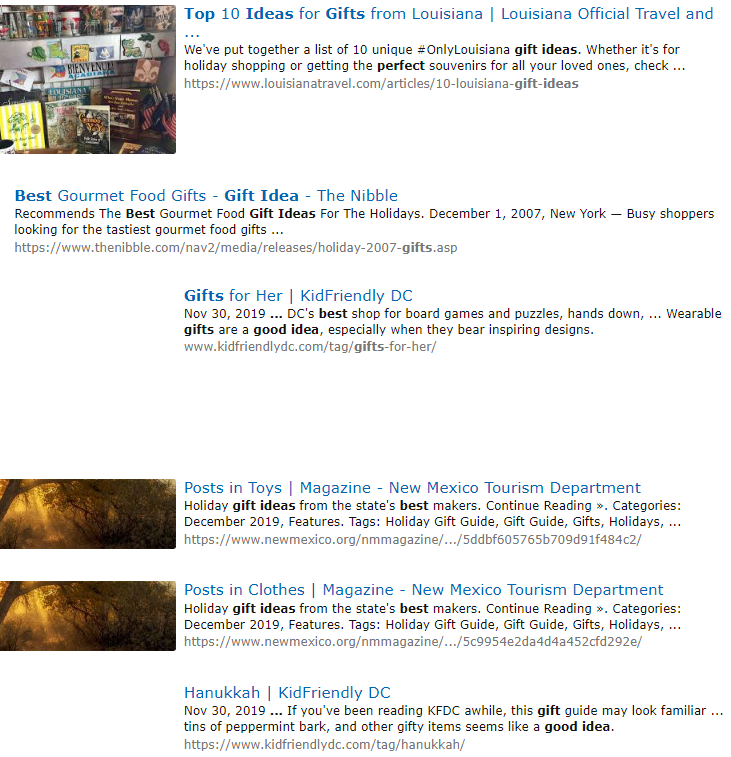 Top 10 Ideas for Gifts from Louisiana | Louisiana Official Travel and
...
We've put together a list of 10 unique #OnlyLouisiana gift ideas. Whether it's for
holiday shopping or getting the perfect souvenirs for all your loved ones, check ...
https://www.louisianatravel.com/articles/10-louisiana-gift-ideas
BIENVENUE
Best Gourmet Food Gifts - Gift Idea - The Nibble
Recommends The Best Gourmet Food Gift Ideas For The Holidays. December 1, 2007, New York — Busy shoppers
looking for the tastiest gourmet food gifts ...
https://www.thenibble.com/nav2/media/releases/holiday-2007-gifts.asp
Gifts for Her | KidFriendly DC
Nov 30, 2019 ... DC's best shop for board games and puzzles, hands down, ... Wearable
gifts are a good idea, especially when they bear inspiring designs.
www.kidfriendlydc.com/tag/gifts-for-her/
Posts in Toys | Magazine - New Mexico Tourism Department
Holiday gift ideas from the state's best makers. Continue Reading ». Categories:
December 2019, Features. Tags: Holiday Gift Guide, Gift Guide, Gifts, Holidays, ...
https://www.newmexico.org/nmmagazine/.../5ddbf605765b709d91f484c2/
Posts in Clothes | Magazine - New Mexico Tourism Department
Holiday gift ideas from the state's best makers. Continue Reading ». Categories:
December 2019, Features. Tags: Holiday Gift Guide, Gift Guide, Gifts, Holidays, ...
https://www.newmexico.org/nmmagazine/.../5c9954e2da4d4a452cfd292e/
Hanukkah | KidFriendly DC
Nov 30, 2019 ... If you've been reading KFDC awhile, this gift guide may look familiar ...
tins of peppermint bark, and other gifty items seems like a good idea.
https://www.kidfriendlydc.com/tag/hanukkah/